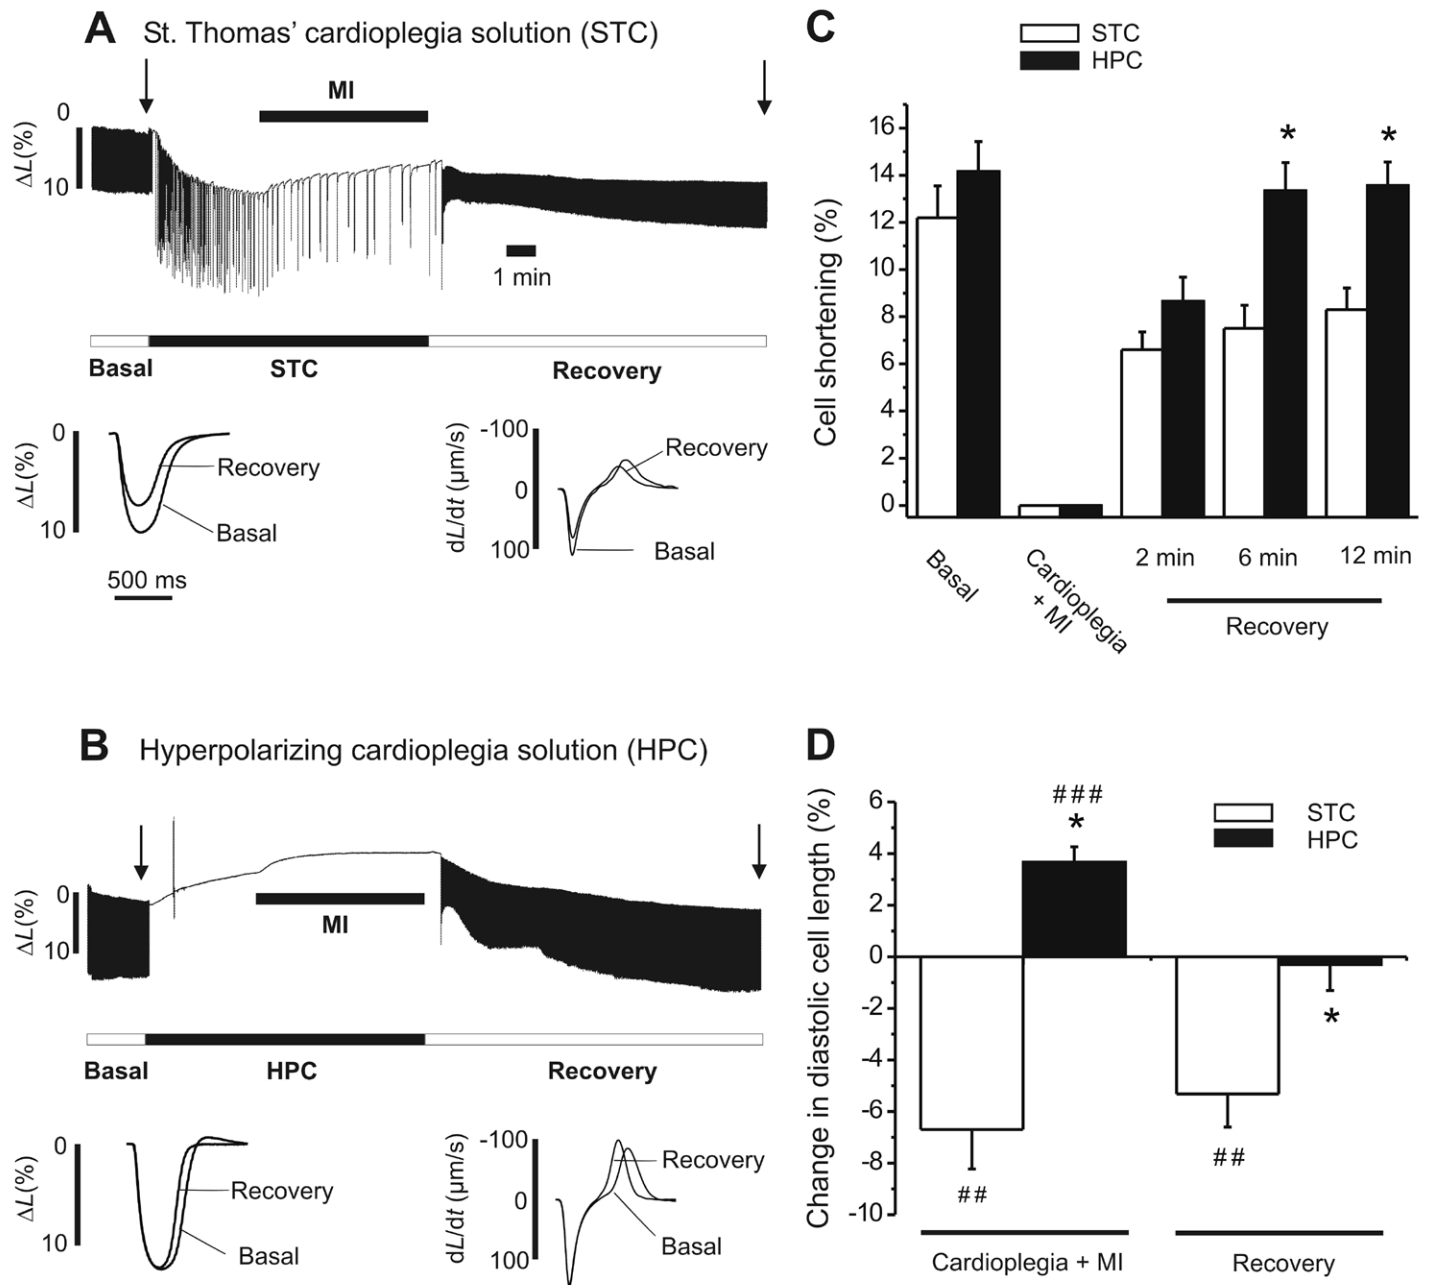 A St. Thomas’ cardioplegia solution (STC)
MI
0
ΔL(%)
10
1 min
Basal
STC
Recovery
0
ΔL(%)
10
Recovery
Basal
500 ms
-100
0
100
dL/dt (µm/s)
Recovery
Basal
B Hyperpolarizing cardioplegia solution (HPC)
0
ΔL(%)
10
MI
Basal
HPC
Recovery
0
ΔL(%)
10
Recovery
Basal
-100
0
100
dL/dt (µm/s)
Recovery
Basal
C
STC
HPC
Cell shortening (%)
16
14
12
10
8
6
4
2
0
*
*
Basal
Cardioplegia
+ MI
2 min
6 min
12 min
Recovery
D
STC
HPC
Change in diastolic cell length (%)
6
4
2
0
-2
-4
-6
-8
-10
###
*
##
*
##
Cardioplegia + MI
Recovery